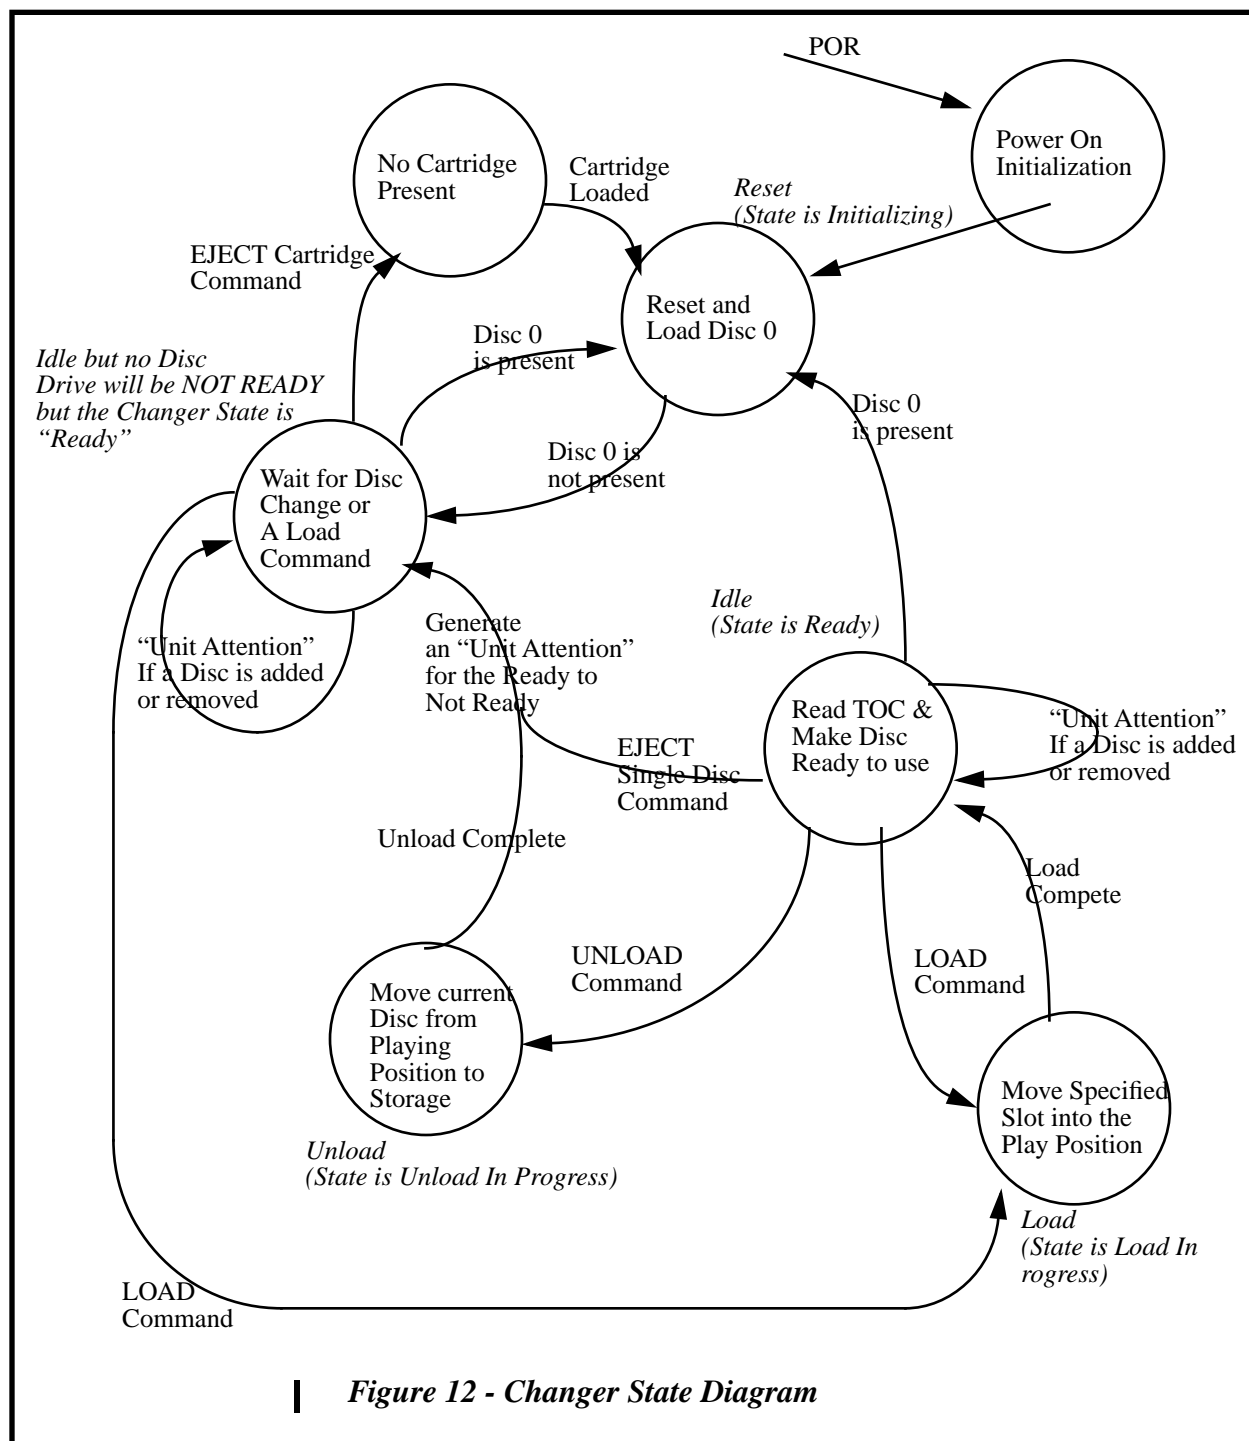 POR
Power On
Initialization
No Cartridge
Present
Cartridge
Loaded
Reset
(State is Initializing)
EJECT Cartridge
Command
Reset and
Load Disc 0
Disc 0
is present
Idle but no Disc
Drive will be NOT READY
but the Changer State is
“Ready”
Disc 0
is present
Disc 0 is
not present
Wait for Disc
Change or
A Load
Command
Idle
(State is Ready)
Generate
an “Unit Attention”
for the Ready to
Not Ready
“Unit Attention”
If a Disc is added
or removed
Read TOC &
Make Disc
Ready to use
“Unit Attention”
If a Disc is added
or removed
EJECT
Single Disc
Command
Unload Complete
Load
Compete
UNLOAD
Command
LOAD
Command
Move current
Disc from
Playing
Position to
Storage
Move Specified
Slot into the
Play Position
Unload
(State is Unload In Progress)
Load
(State is Load In
rogress)
LOAD
Command
Figure 12 - Changer State Diagram